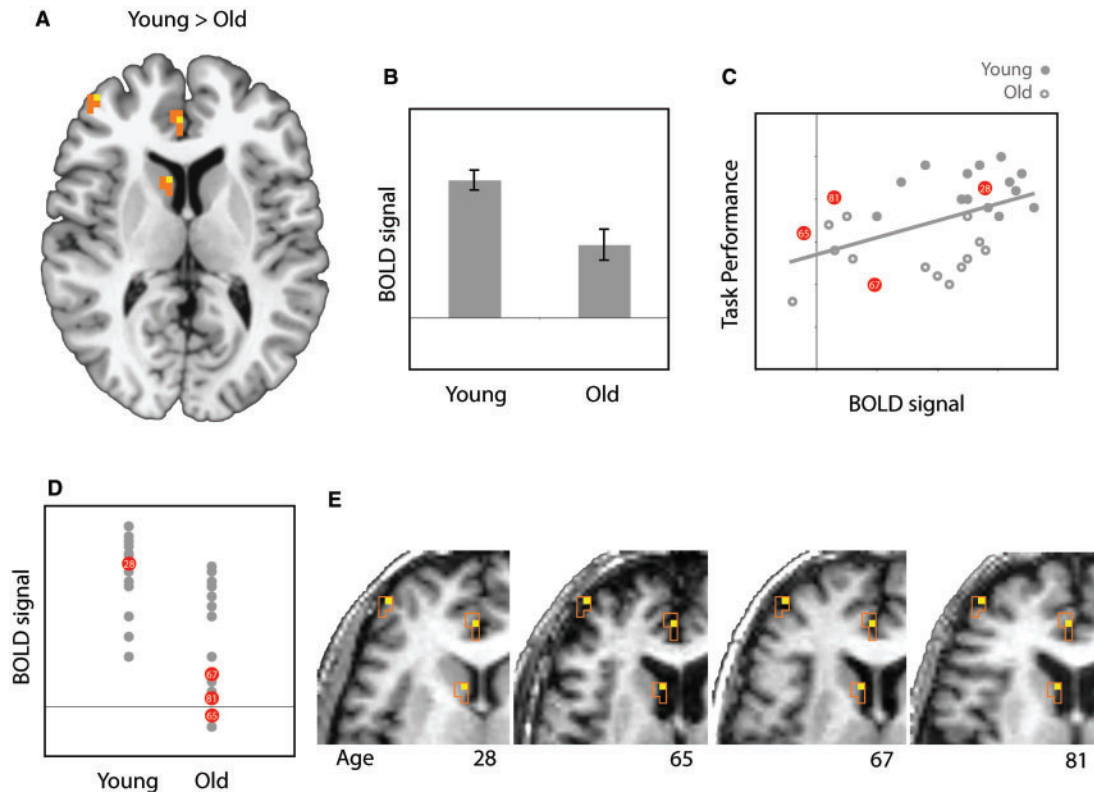 A
Young > Old
B
BOLD signal
Young
Old
C
Young
Old
Task Performance
81
28
65
67
BOLD signal
D
BOLD signal
28
67
81
65
Young
Old
E
Age
28
65
67
81